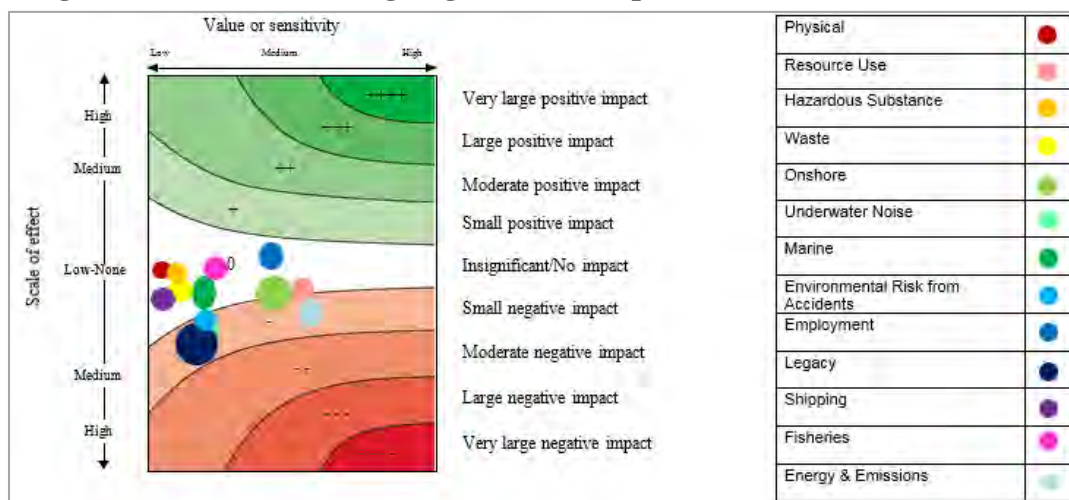 Value or sensitivity
Low
Medium
High
Scale of effect
High
Medium
Low-None
Medium
High
++++
+++
++
+
0
-
--
---
Very large positive impact
Large positive impact
Moderate positive impact
Small positive impact
Insignificant/No impact
Small negative impact
Moderate negative impact
Large negative impact
Very large negative impact
Physical
Resource Use
Hazardous Substance
Waste
Onshore
Underwater Noise
Marine
Environmental Risk from
Accidents
Employment
Legacy
Shipping
Fisheries
Energy & Emissions